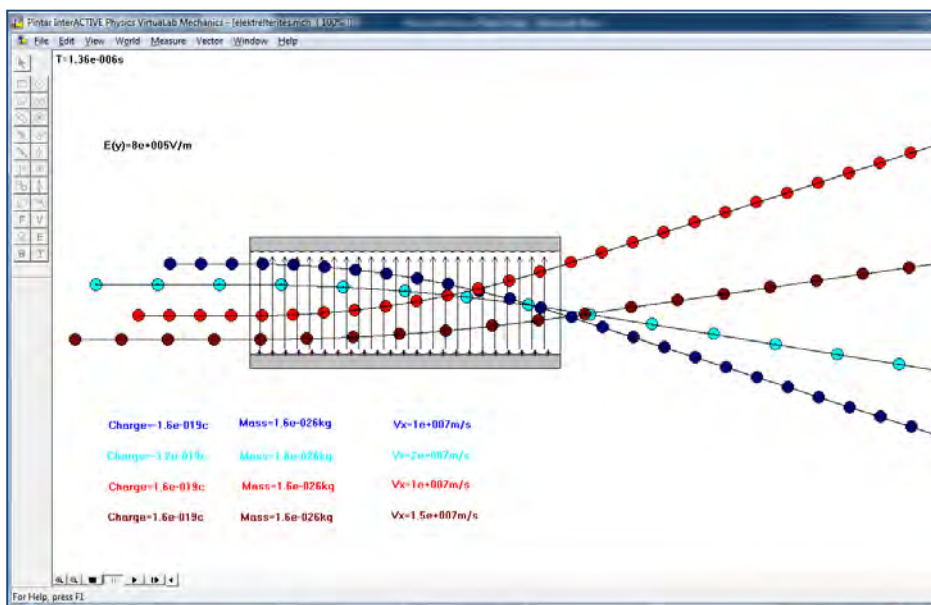 Pintar InterACTIVE Physics VirtuaLab Mechanics - [elektrelterites.mch (100%)]
File Edit View World Measure Vector Window Help
T=1.36e-006s
E(y)=8e+005V/m
F V
E
T
Charge=-1.6e-019c Mass=1.6e-026kg Vx=1e+007m/s
Charge=-3.2e-019c Mass=1.6e-026kg Vx=2e+007m/s
Charge=1.6e-019c Mass=1.6e-026kg Vx=1e+007m/s
Charge=1.6e-019c Mass=1.6e-026kg Vx=1.5e+007m/s
For Help, press F1